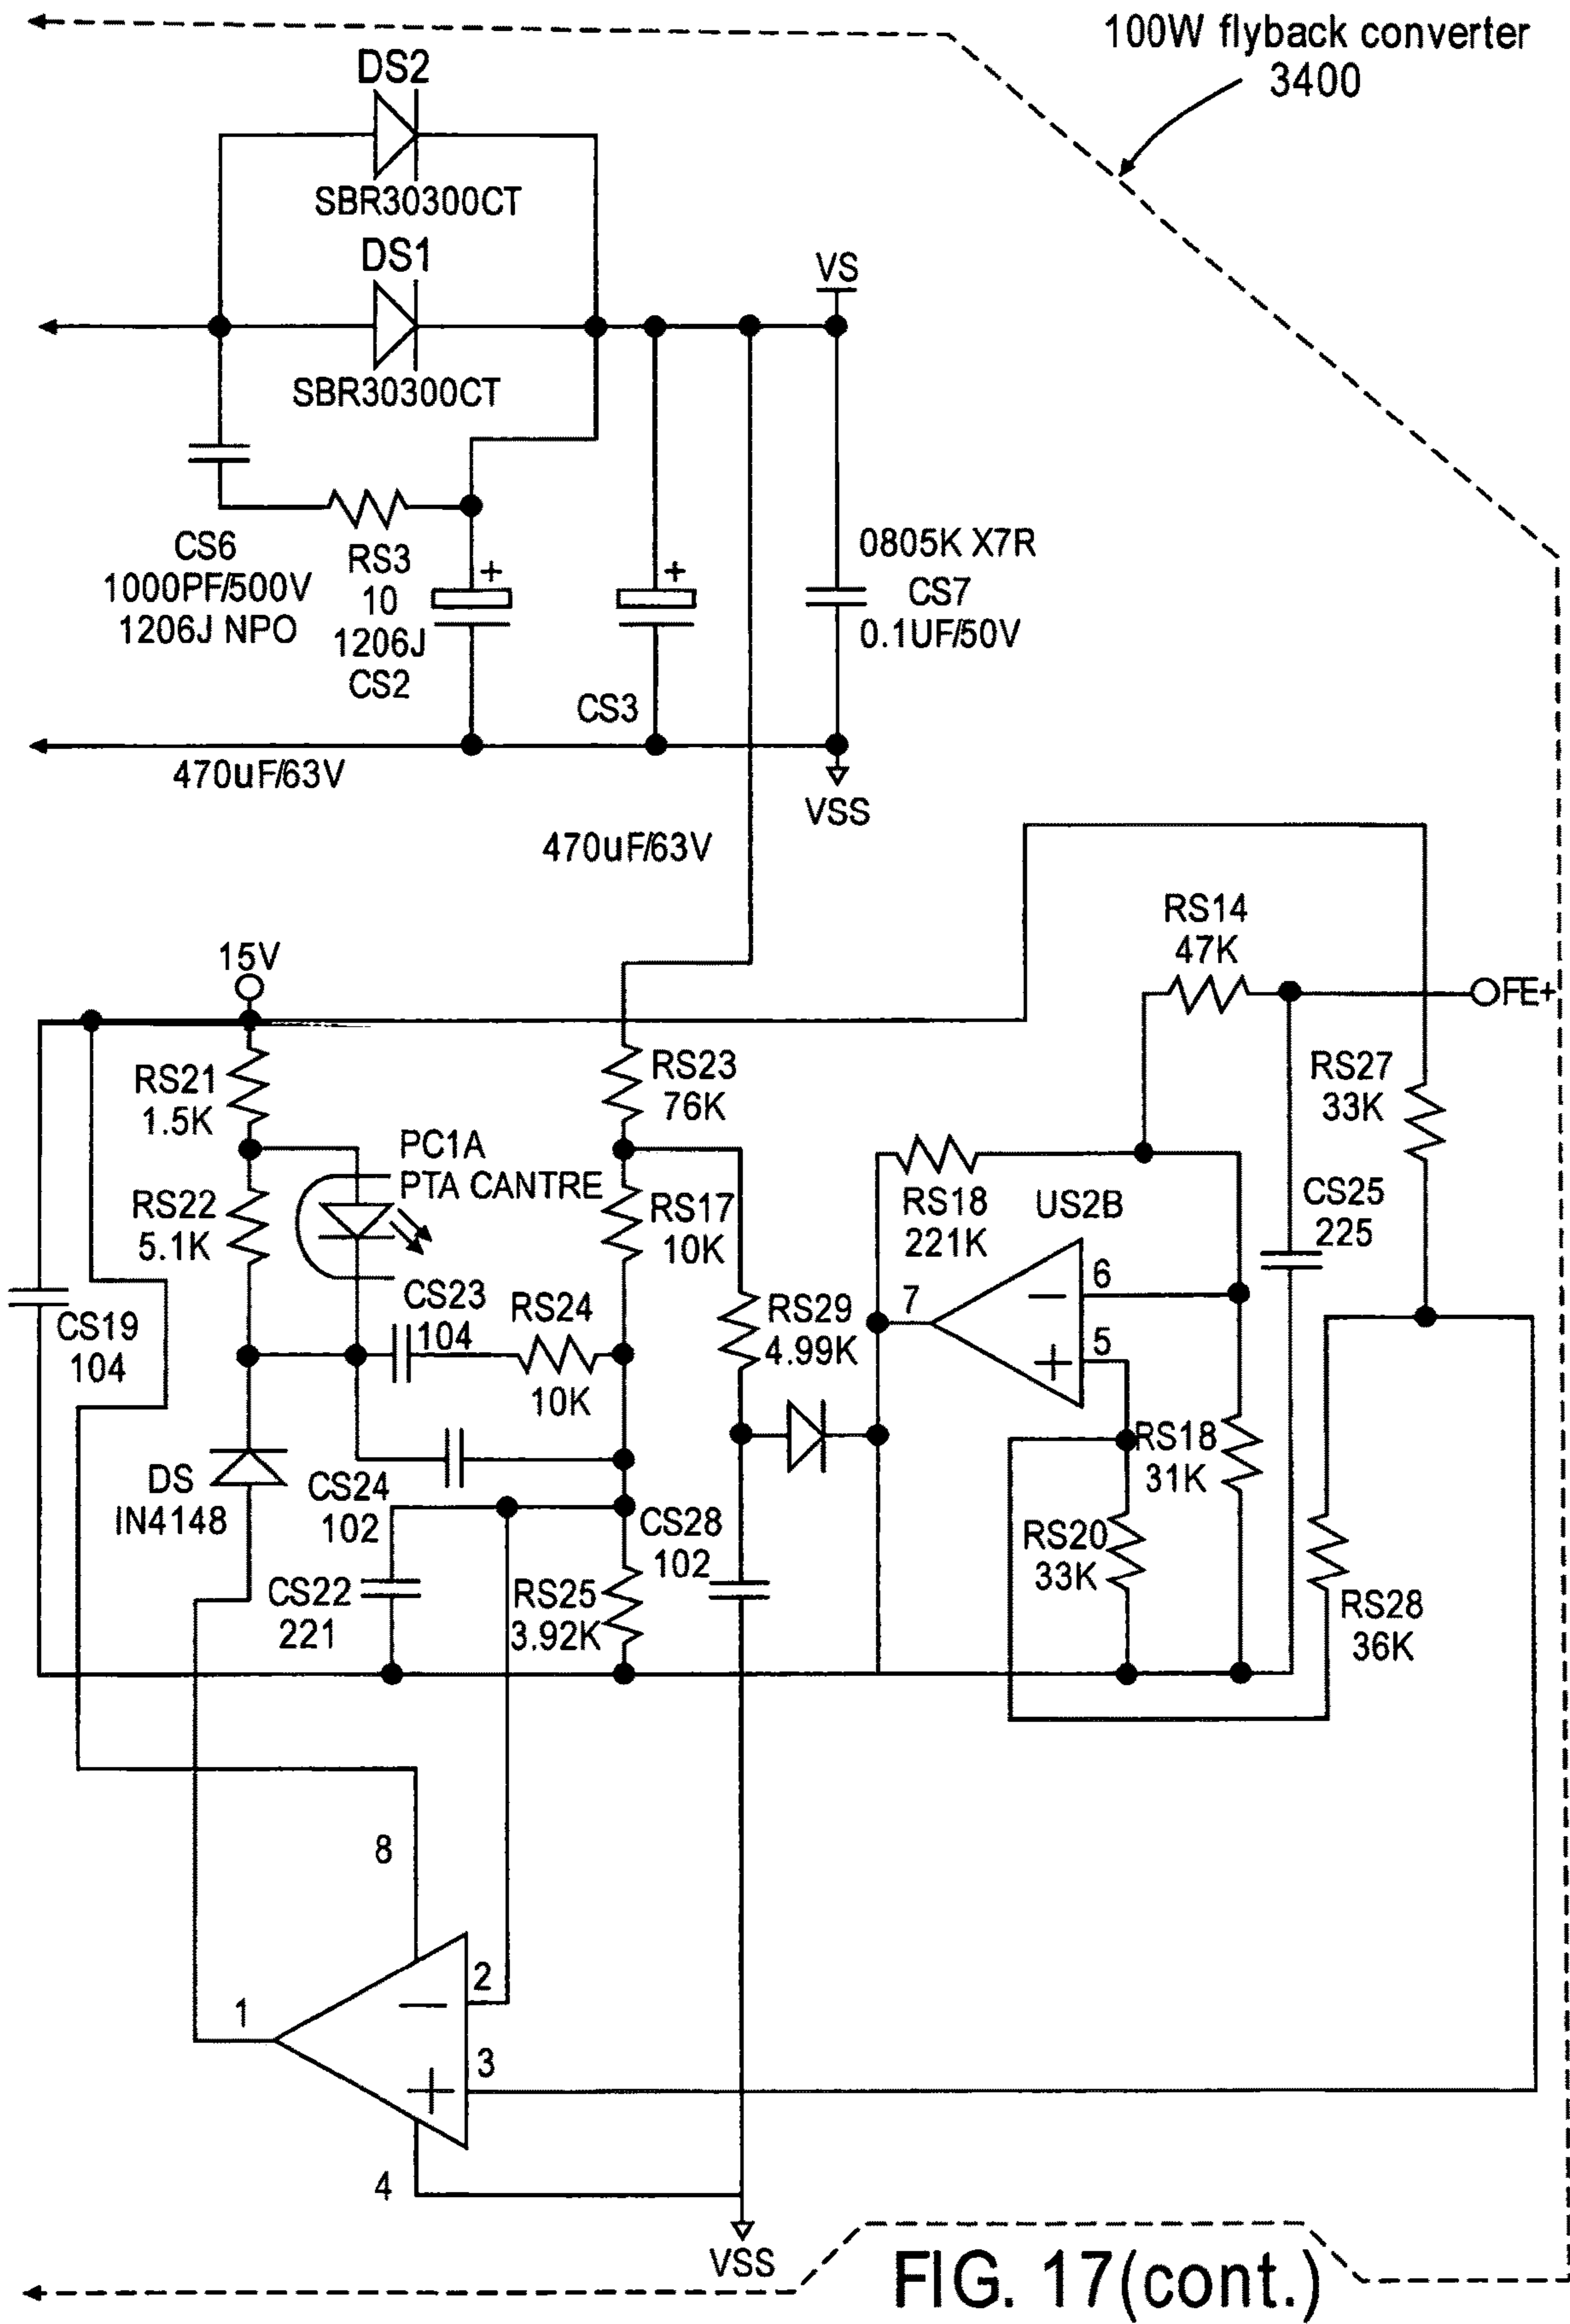 100W flyback converter
3400
DS2
SBR30300CT
DS1
SBR30300CT
VS
CS6
1000PF/500V
1206J NPO
RS3
10
1206J
CS2
+
CS3
+
0805K X7R
CS7
0.1UF/50V
470uF/63V
VSS
470uF/63V
RS14
47K
FE+
15V
RS21
1.5K
RS23
76K
RS27
33K
PC1A
PTA CANTRE
RS22
5.1K
RS17
10K
RS18
221K
US2B
CS25
225
CS19
104
CS23
104
RS24
10K
RS29
4.99K
7
6
5
−
+
DS
IN4148
CS24
102
CS28
102
RS18
31K
RS20
33K
CS22
221
RS25
3.92K
RS28
36K
8
1
2
3
−
+
4
VSS
FIG. 17(cont.)